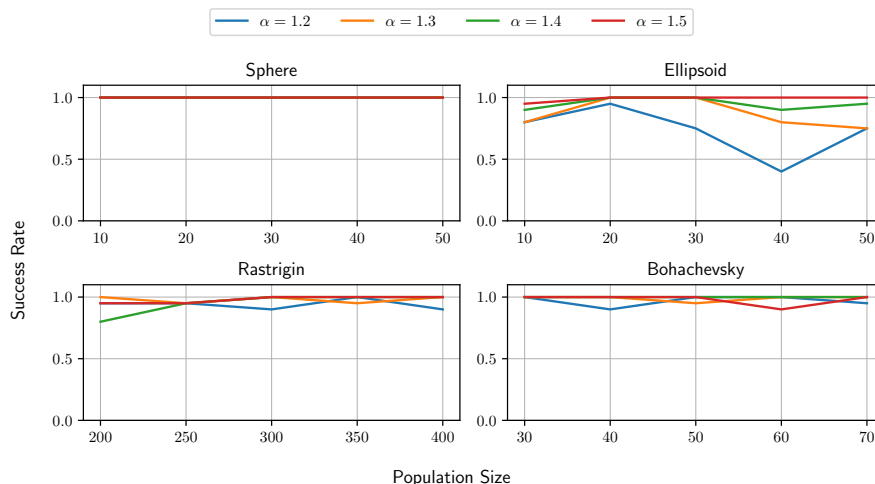 α = 1.2 α = 1.3 α = 1.4 α = 1.5
Sphere
1.0
0.5
0.0
10 20 30 40 50
Ellipsoid
1.0
0.5
0.0
10 20 30 40 50
Rastrigin
1.0
0.5
0.0
200 250 300 350 400
Bohachevsky
1.0
0.5
0.0
30 40 50 60 70
Success Rate
Population Size